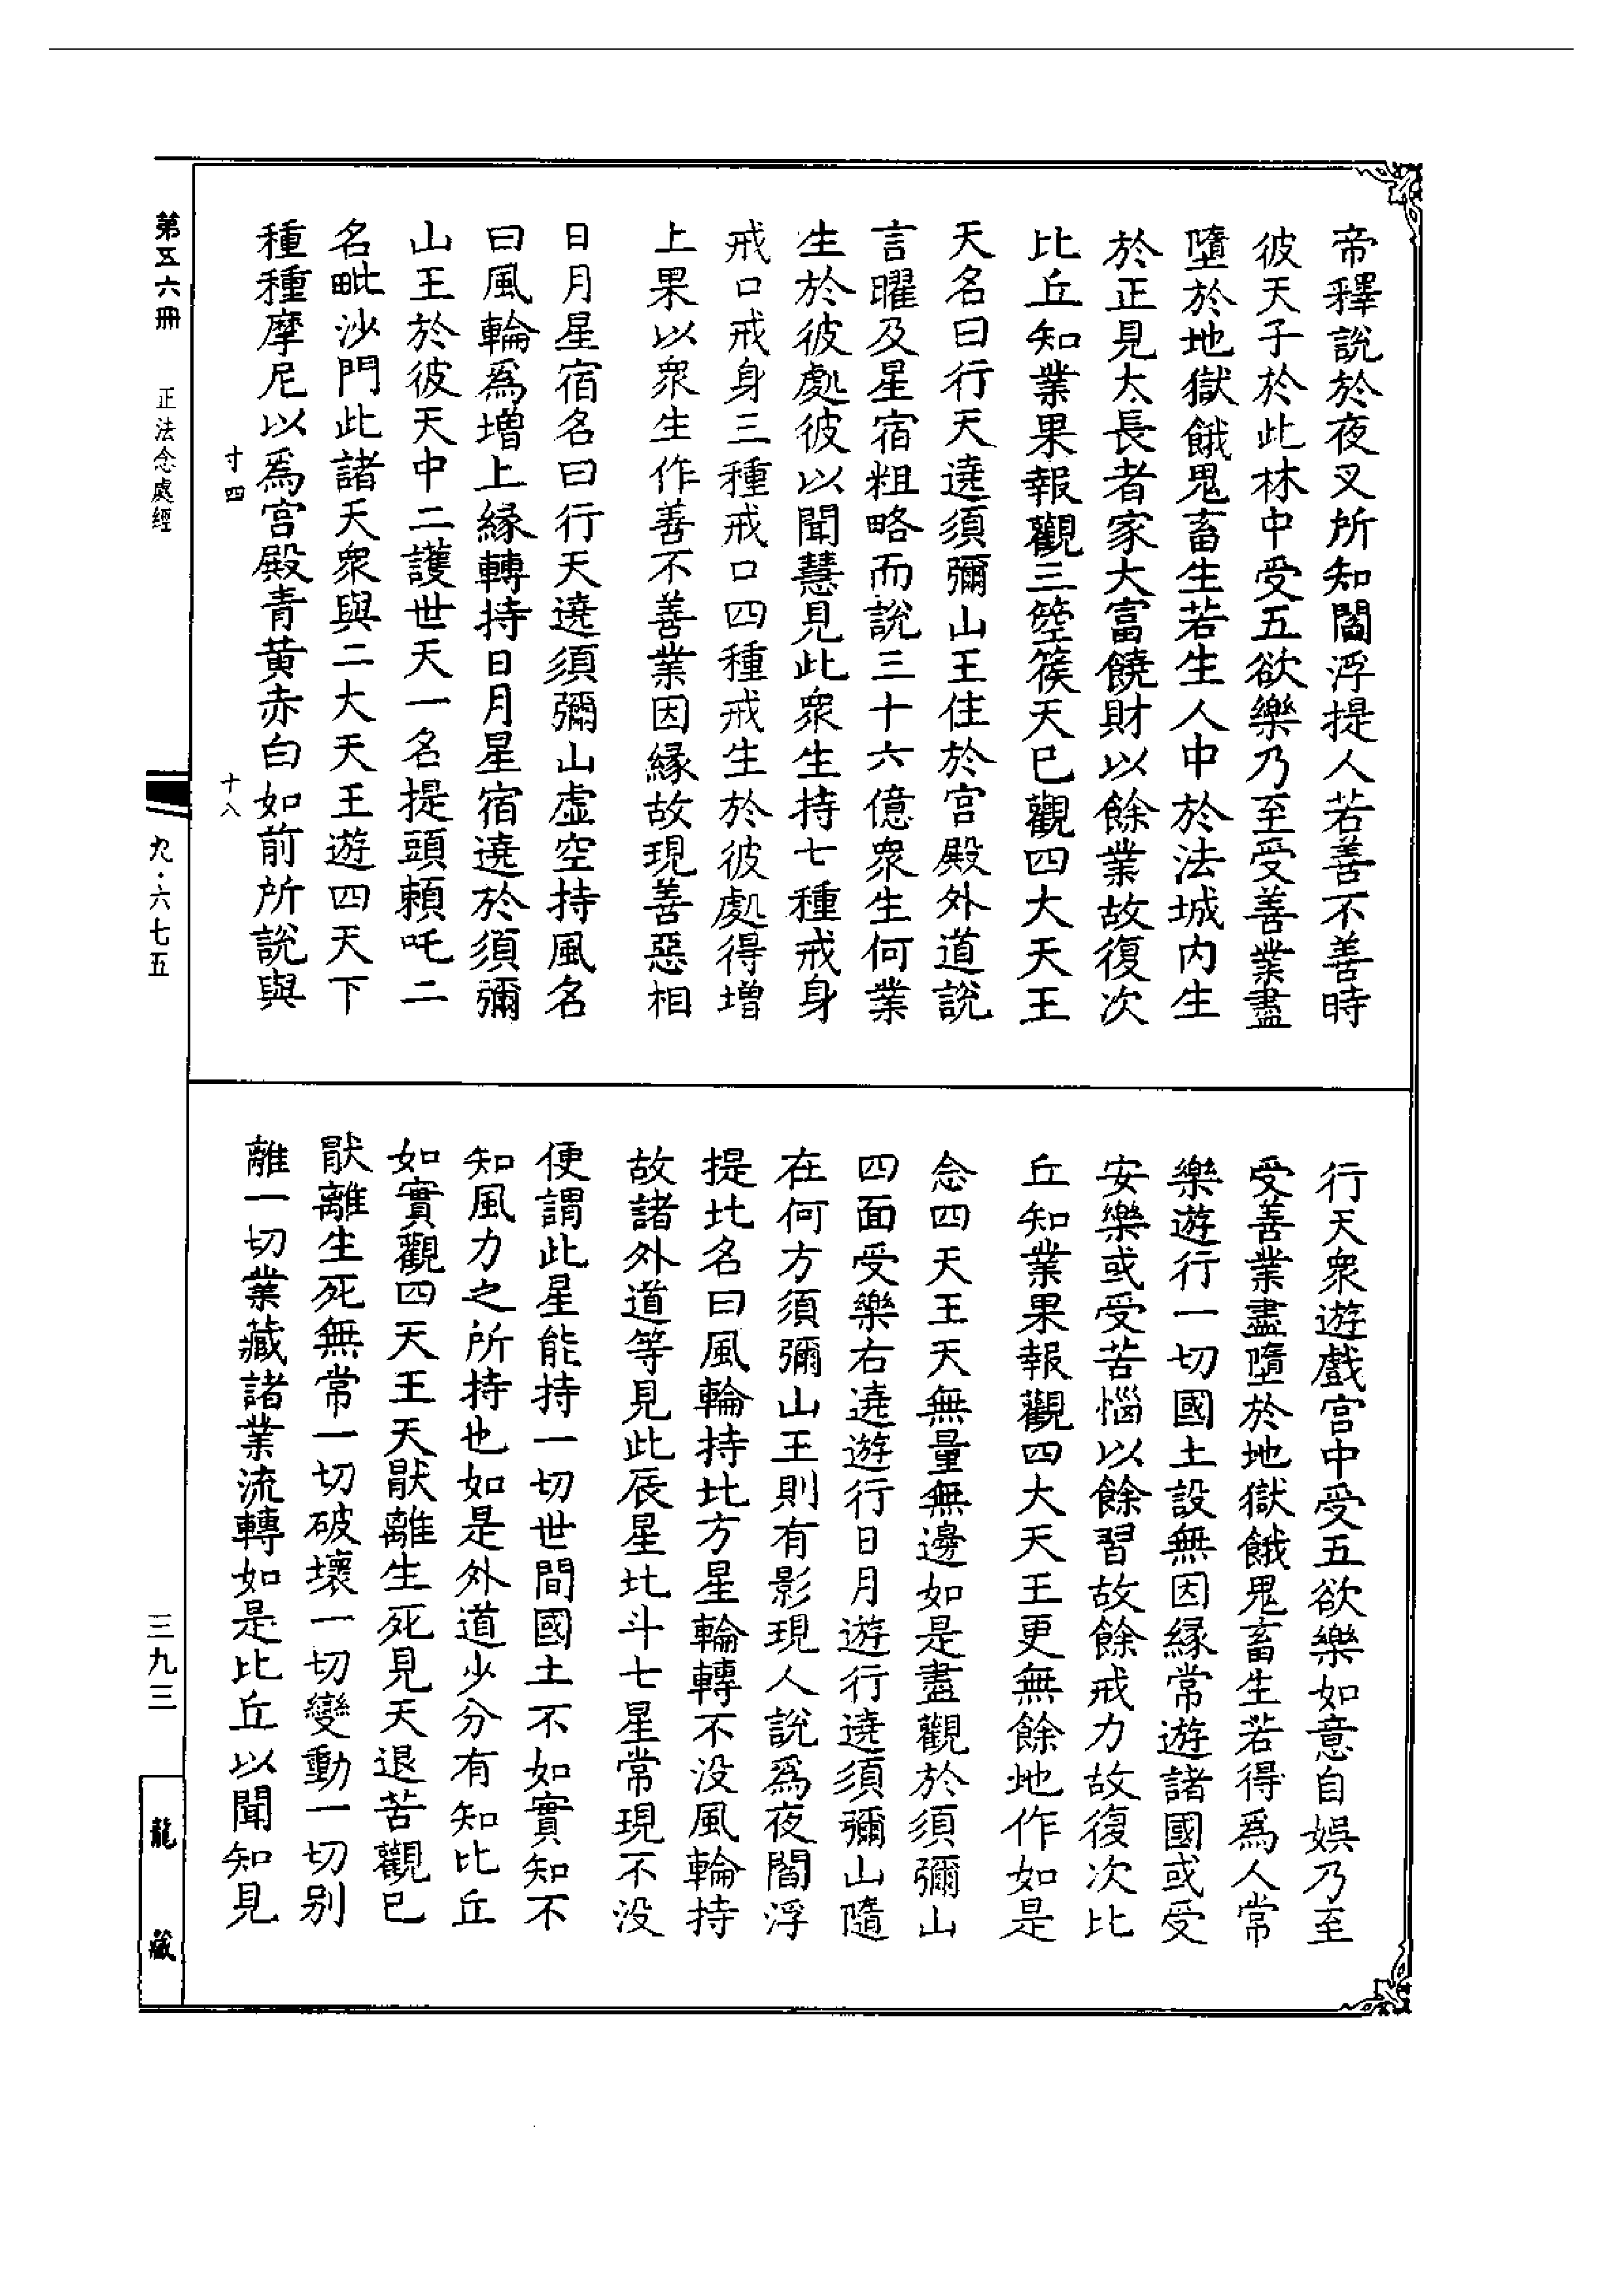 帝釋說於夜叉所知閻浮提人若善不善時
彼天子於此林中受五欲樂乃至受善業盡
墮於地獄餓鬼畜生若生人中於法城内生
於正見大長者家大富饒財以餘業故復次
比丘知業果報觀三箜篌天已觀四大天王
天名曰行天遶須彌山王住於宫殿外道說
言曜及星宿粗略而說三十六億衆生何業
生於彼處彼以聞慧見此衆生持七種戒身
戒口戒身三種戒口四種戒生於彼處得增
上果以衆生作善不善業因縁故現善惡相
日月星宿名曰行天遶須彌山虚空持風名
曰風輪爲增上縁轉持日月星宿遶於須彌
山王於彼天中二護世天一名提頭頼吒二
名毗沙門此諸天衆與二大天王遊四天下
種種摩尼以爲宫殿青黄赤白如前所說與
行天衆遊戲宫中受五欲樂如意自娱乃至
受善業盡墮於地獄餓鬼畜生若得爲人常
樂遊行一切國土設無因縁常遊諸國或受
安樂或受苦惱以餘習故餘戒力故復次比
丘知業果報觀四大天王更無餘地作如是
念四天王天無量無邊如是盡觀於須彌山
四面受樂右遶遊行日月遊行遶須彌山隨
在何方須彌山王則有影現人說爲夜閻浮
提北名曰風輪持北方星輪轉不没風輪持
故諸外道等見此辰星北斗七星常現不没
便謂此星能持一切世間國土不如實知不
知風力之所持也如是外道少分有知比丘
如實觀四天王天猒離生死見天退苦觀已
猒離生死無常一切破壞一切變動一切别
離一切業藏諸業流轉如是比丘以聞知見
第五六冊 正法念處經
寸四 十八
九·六七五
三九三
龍藏